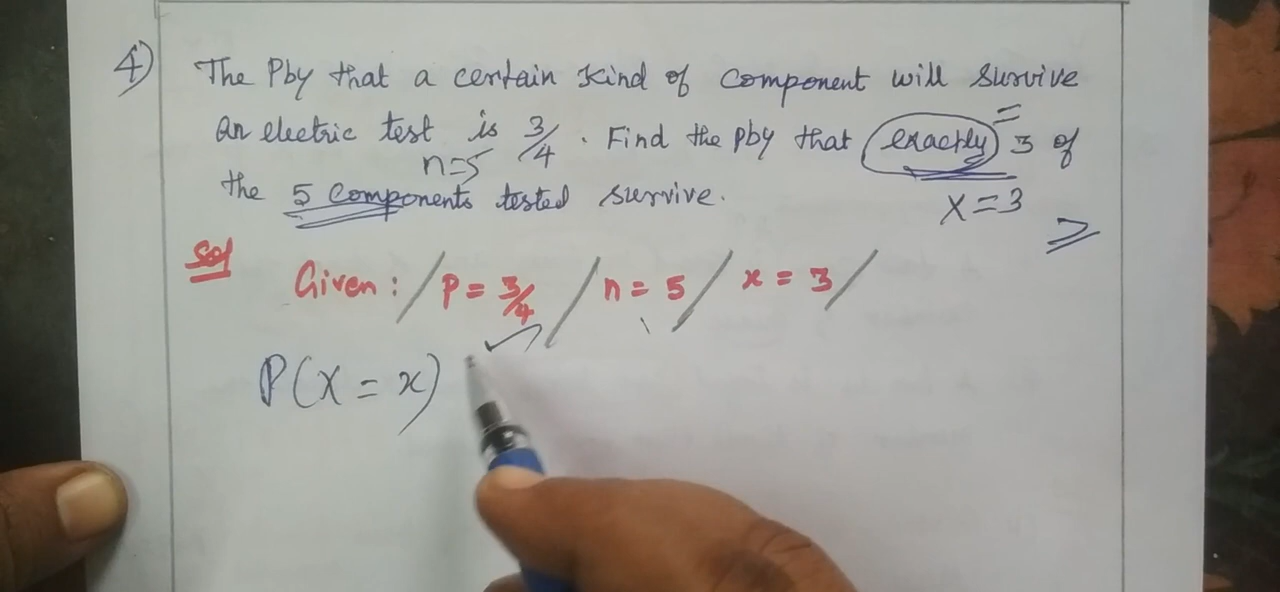 4) The Pby that a certain kind of component will survive
an electric test is 3/4. Find the pby that exactly 3 of
n=5
the 5 components tested survive.
x=3
Sol
Given: / P = 3/4 / n = 5 / x = 3 /
P(X = x)